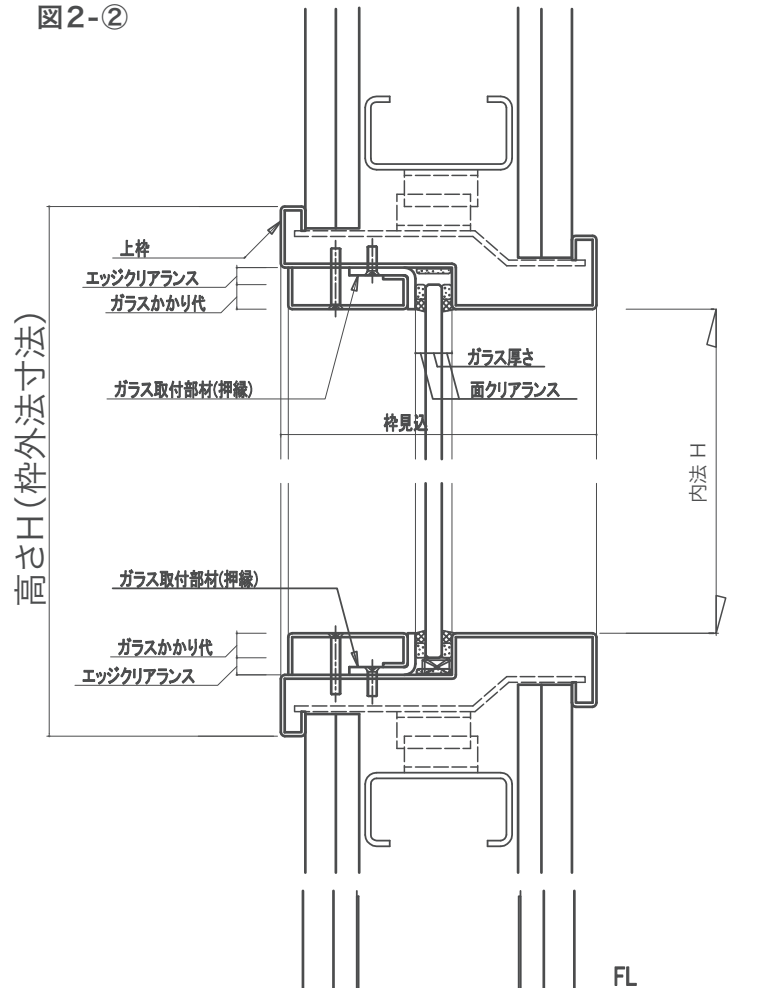 図2-②
上枠
エッジクリアランス
ガラスかかり代
ガラス厚さ
ガラス取付部材(押縁)
面クリアランス
枠見込
高さH(枠外法寸法)
内法 H
ガラス取付部材(押縁)
ガラスかかり代
エッジクリアランス
FL